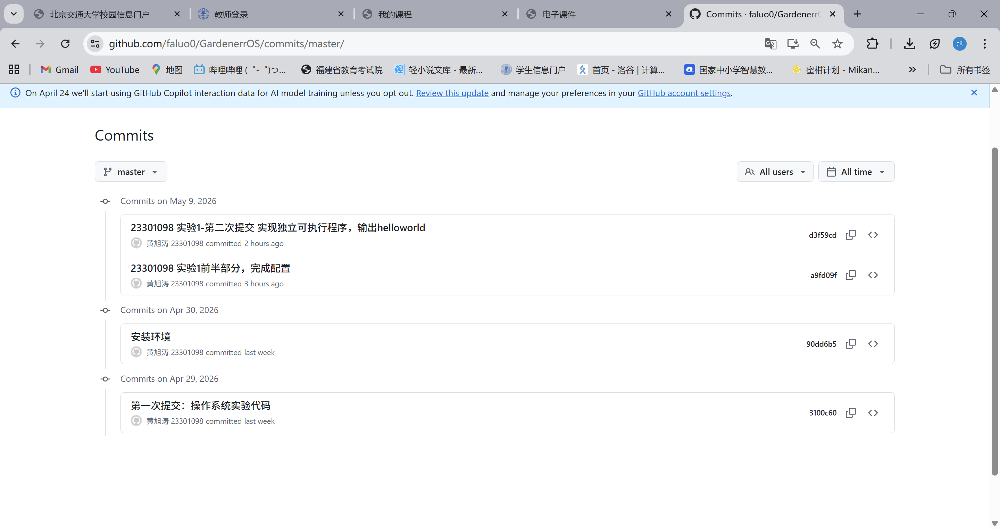 北京交通大学校园信息门户
教师登录
我的课程
电子课件
Commits · faluo0/GardenerrO
github.com/faluo0/GardenerrOS/commits/master/
旭
Gmail
YouTube
地图
哔哩哔哩 ( ゜- ゜)つ...
福建省教育考试院
輕
轻小说文库 - 最新...
学生信息门户
首页 - 洛谷 | 计算...
国家中小学智慧教...
蜜柑计划 - Mikan...
所有书签
On April 24 we'll start using GitHub Copilot interaction data for AI model training unless you opt out. Review this update and manage your preferences in your GitHub account settings.
Commits
master
All users
All time
Commits on May 9, 2026
23301098 实验1-第二次提交 实现独立可执行程序，输出helloworld
d3f59cd
黄旭涛 23301098 committed 2 hours ago
23301098 实验1前半部分，完成配置
a9fd09f
黄旭涛 23301098 committed 3 hours ago
Commits on Apr 30, 2026
安装环境
90dd6b5
黄旭涛 23301098 committed last week
Commits on Apr 29, 2026
第一次提交：操作系统实验代码
3100c60
黄旭涛 23301098 committed last week